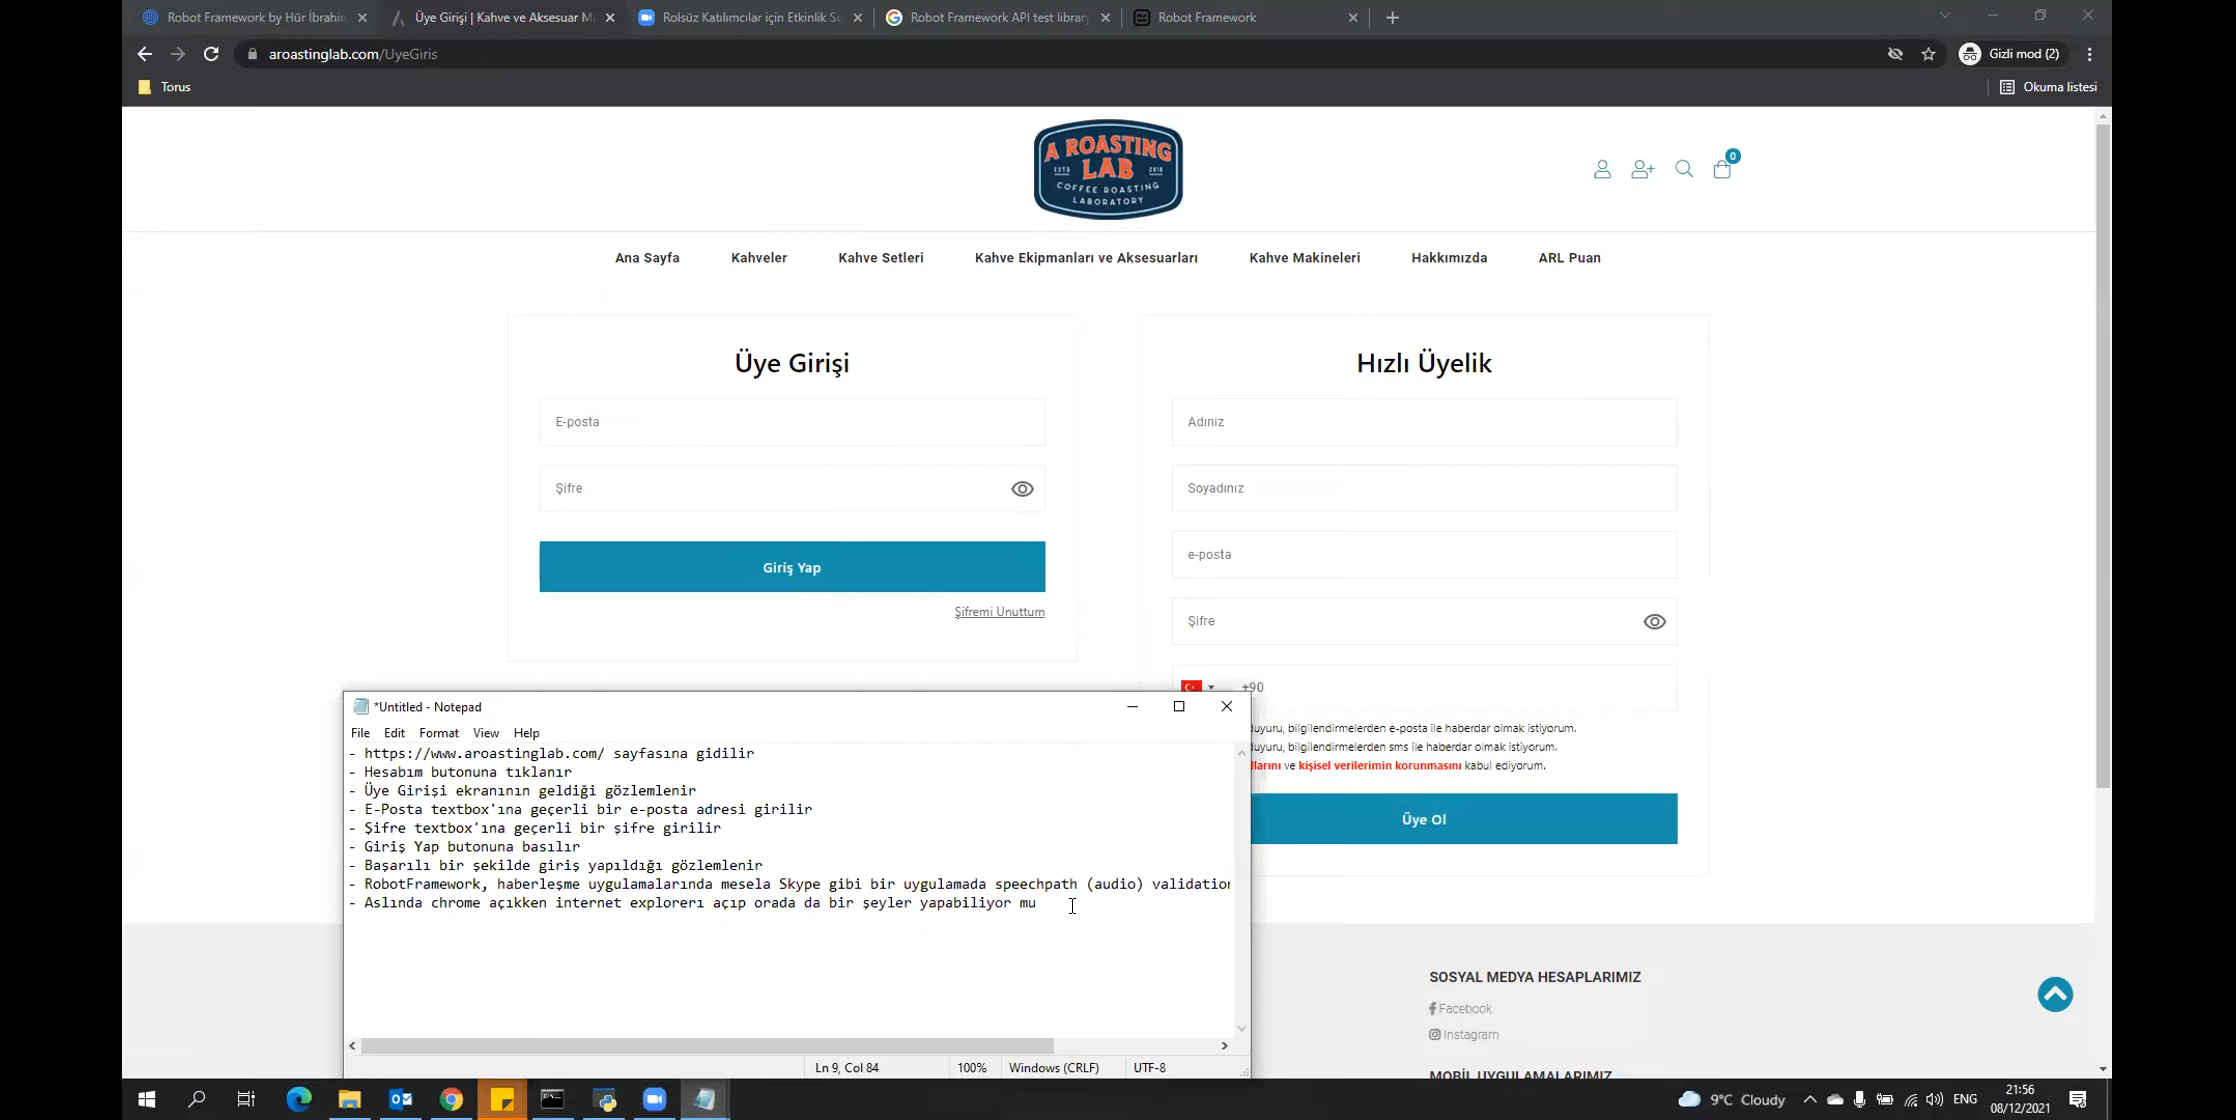 Robot Framework by Hür İbrahim
Üye Girişi | Kahve ve Aksesuar M
Rolsüz Katılımcılar için Etkinlik Su
Robot Framework API test library
Robot Framework
aroastinglab.com/UyeGiris
Gizli mod (2)
Torus
Okuma listesi
A ROASTING
LAB
ESTD 2018
COFFEE ROASTING
LABORATORY
0
Ana Sayfa
Kahveler
Kahve Setleri
Kahve Ekipmanları ve Aksesuarları
Kahve Makineleri
Hakkımızda
ARL Puan
Üye Girişi
E-posta
Şifre
Giriş Yap
Şifremi Unuttum
Hızlı Üyelik
Adınız
Soyadınız
e-posta
Şifre
+90
duyuru, bilgilendirmelerden e-posta ile haberdar olmak istiyorum.
duyuru, bilgilendirmelerden sms ile haberdar olmak istiyorum.
llarını ve kişisel verilerimin korunmasını kabul ediyorum.
Üye Ol
*Untitled - Notepad
File Edit Format View Help
- https://www.aroastinglab.com/ sayfasına gidilir
- Hesabım butonuna tıklanır
- Üye Girişi ekranının geldiği gözlemlenir
- E-Posta textbox'ına geçerli bir e-posta adresi girilir
- Şifre textbox'ına geçerli bir şifre girilir
- Giriş Yap butonuna basılır
- Başarılı bir şekilde giriş yapıldığı gözlemlenir
- RobotFramework, haberleşme uygulamalarında mesela Skype gibi bir uygulamada speechpath (audio) validation
- Aslında chrome açıkken internet explorerı açıp orada da bir şeyler yapabiliyor mu
Ln 9, Col 84
100%
Windows (CRLF)
UTF-8
SOSYAL MEDYA HESAPLARIMIZ
Facebook
Instagram
MOBİL UYGULAMALARIMIZ
9°C Cloudy
ENG
21:56
08/12/2021